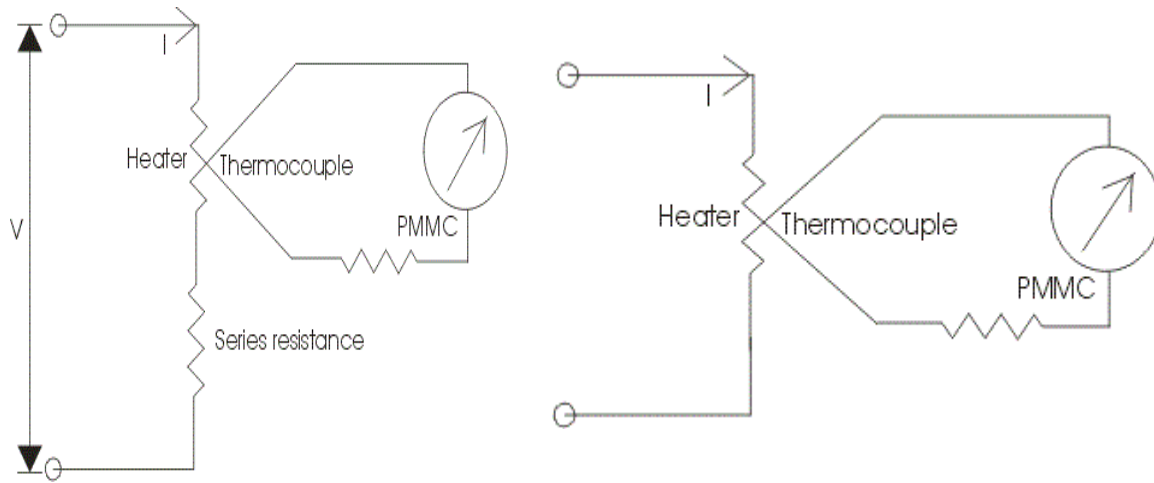 I
Heater
Thermocouple
V
PMMC
Series resistance
I
Heater
Thermocouple
PMMC